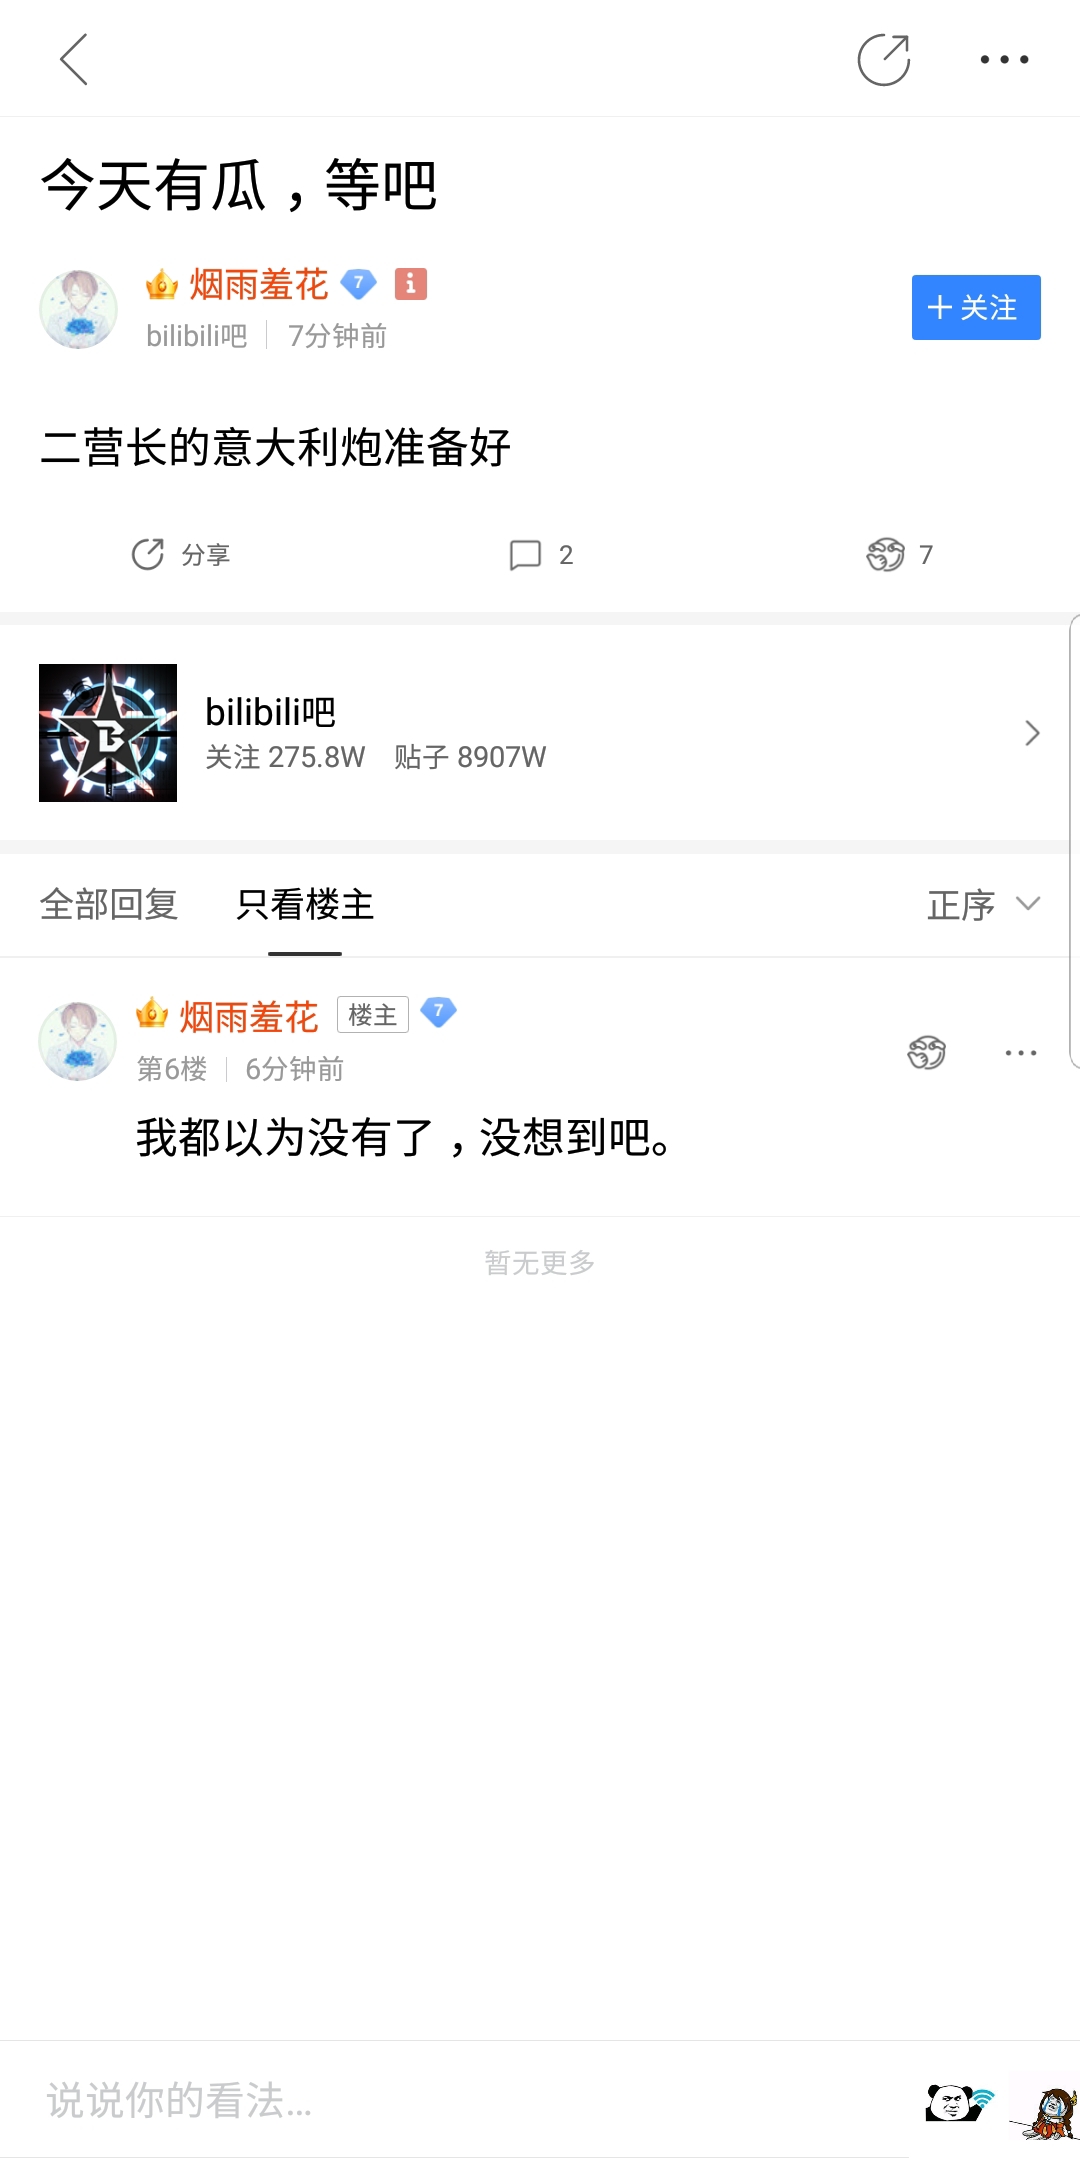 今天有瓜，等吧
烟雨羞花 7
bilibili吧 7分钟前
+ 关注
二营长的意大利炮准备好
分享 2 7
bilibili吧
关注 275.8W 贴子 8907W
全部回复 只看楼主 正序
烟雨羞花 楼主 7
第6楼 6分钟前
我都以为没有了，没想到吧。
暂无更多
说说你的看法...